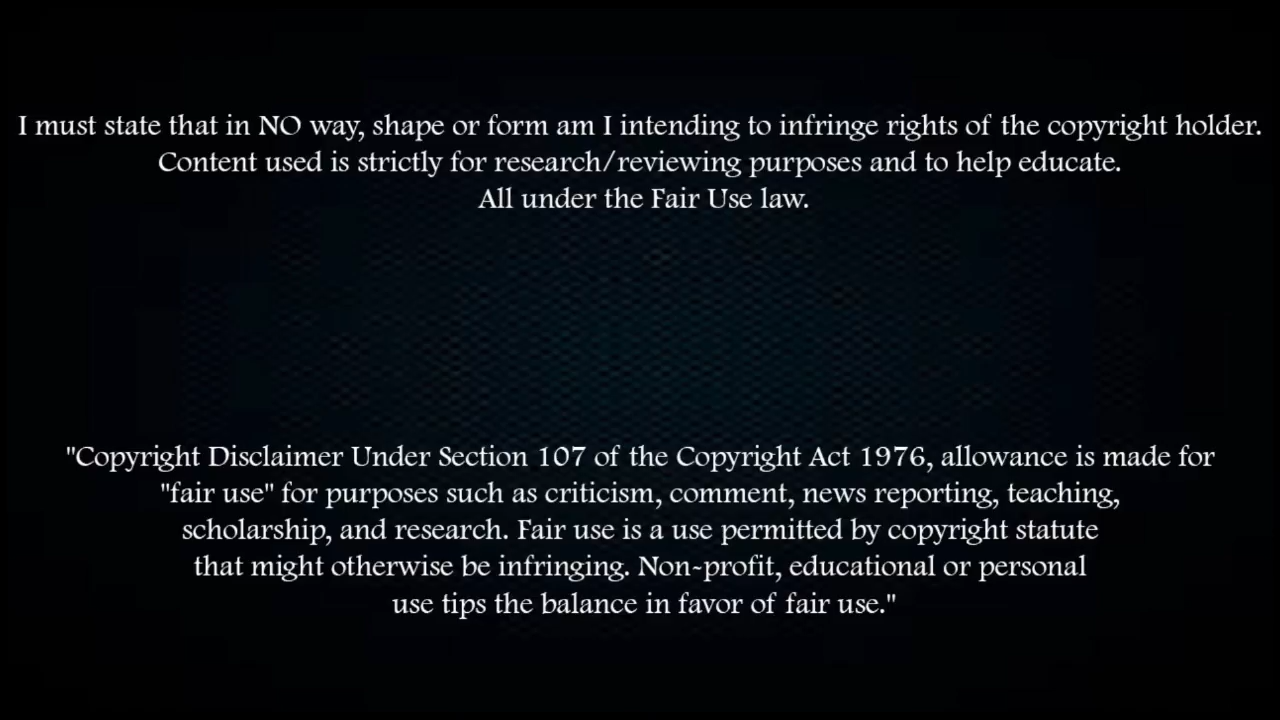 I must state that in NO way, shape or form am I intending to infringe rights of the copyright holder.
Content used is strictly for research/reviewing purposes and to help educate.
All under the Fair Use law.
"Copyright Disclaimer Under Section 107 of the Copyright Act 1976, allowance is made for
"fair use" for purposes such as criticism, comment, news reporting, teaching,
scholarship, and research. Fair use is a use permitted by copyright statute
that might otherwise be infringing. Non-profit, educational or personal
use tips the balance in favor of fair use."